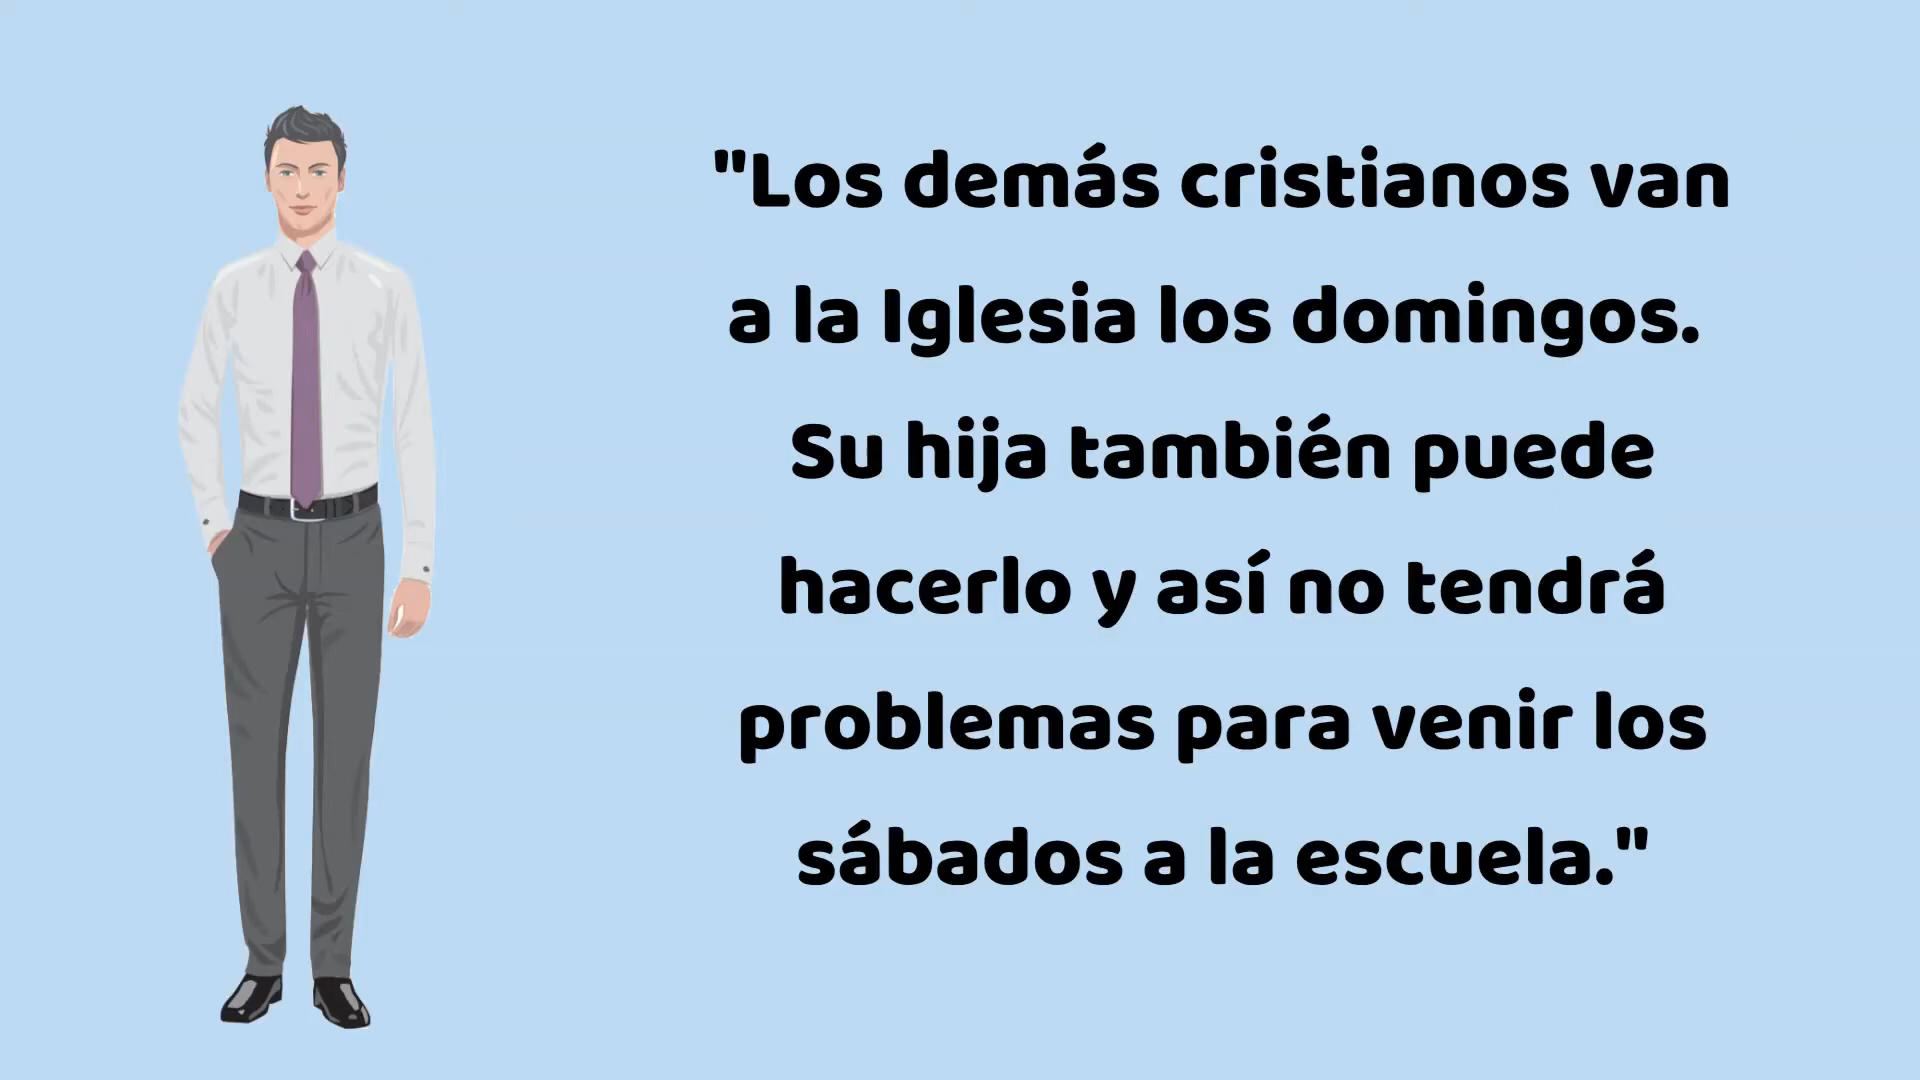 "Los demás cristianos van
a la Iglesia los domingos.
Su hija también puede
hacerlo y así no tendrá
problemas para venir los
sábados a la escuela."